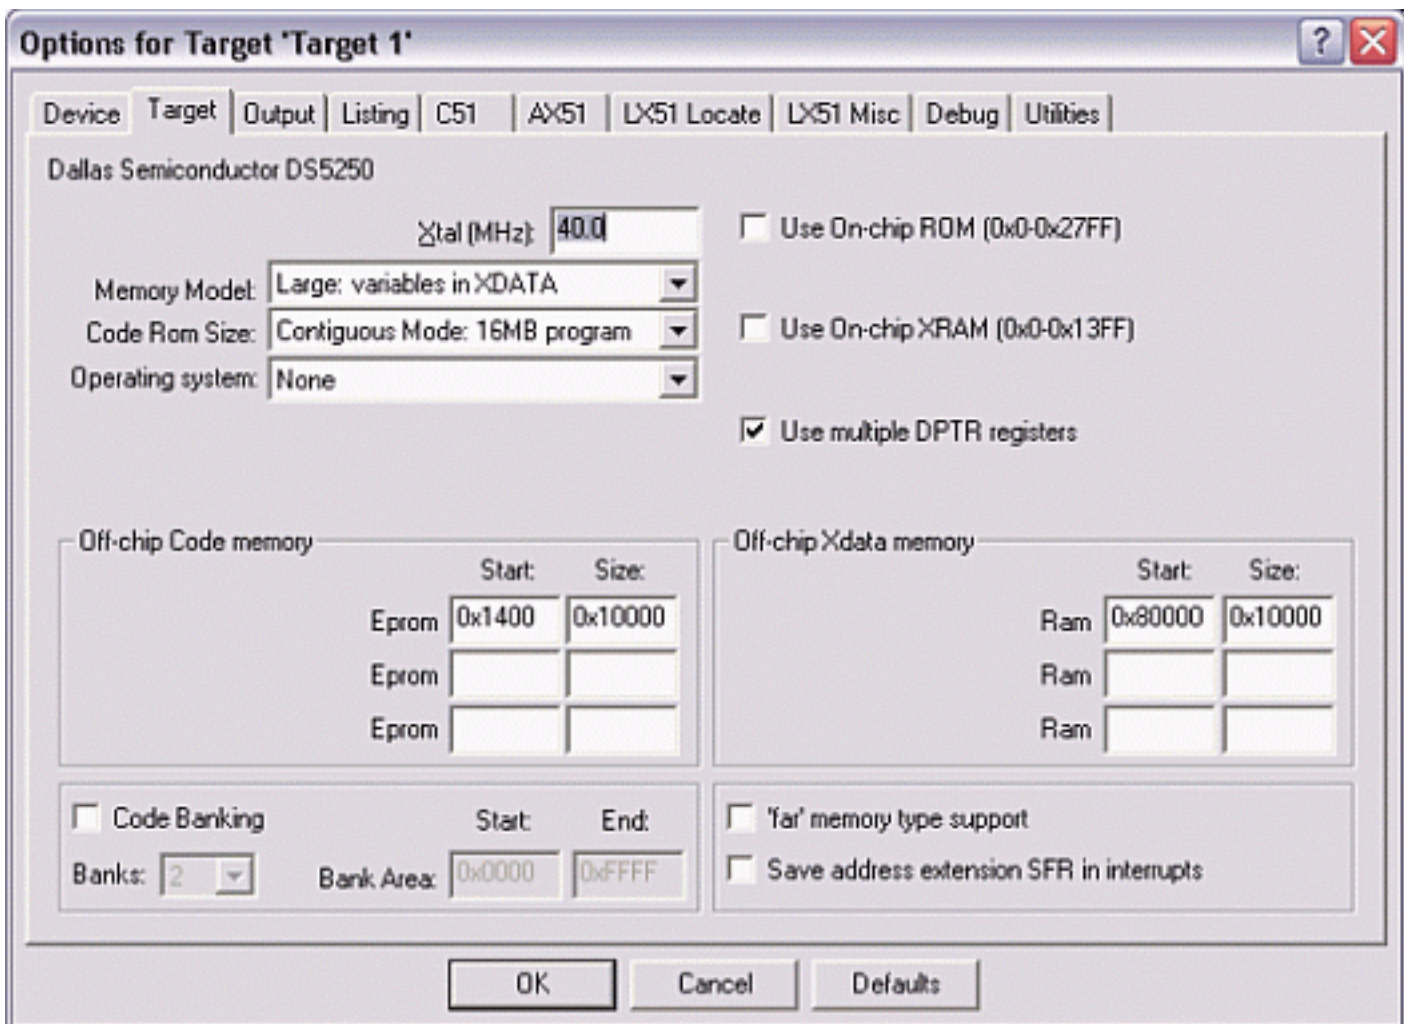 Options for Target 'Target 1'
Device Target Output Listing C51 AX51 LX51 Locate LX51 Misc Debug Utilities
Dallas Semiconductor DS5250
Xtal (MHz): 40.0
Use On-chip ROM (0x0-0x27FF)
Memory Model: Large: variables in XDATA
Code Rom Size: Contiguous Mode: 16MB program
Use On-chip XRAM (0x0-0x13FF)
Operating system: None
Use multiple DPTR registers
Off-chip Code memory
Start: Size:
Eprom 0x1400 0x10000
Eprom
Eprom
Off-chip Xdata memory
Start: Size:
Ram 0x80000 0x10000
Ram
Ram
Code Banking Start: End:
Banks: 2 Bank Area: 0x0000 0xFFFF
'far' memory type support
Save address extension SFR in interrupts
OK Cancel Defaults